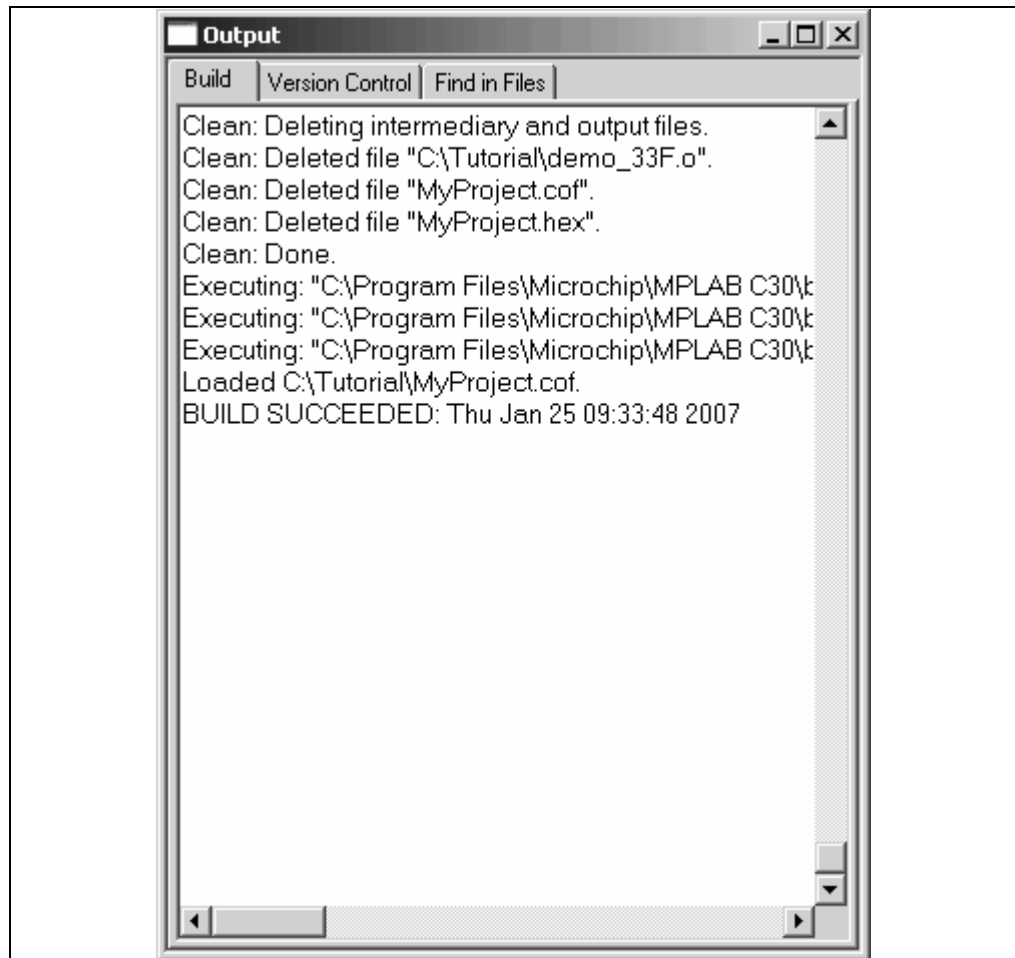 Output
Build Version Control Find in Files
Clean: Deleting intermediary and output files.
Clean: Deleted file "C:\Tutorial\demo_33F.o".
Clean: Deleted file "MyProject.cof".
Clean: Deleted file "MyProject.hex".
Clean: Done.
Executing: "C:\Program Files\Microchip\MPLAB C30\b
Executing: "C:\Program Files\Microchip\MPLAB C30\b
Executing: "C:\Program Files\Microchip\MPLAB C30\b
Loaded C:\Tutorial\MyProject.cof.
BUILD SUCCEEDED: Thu Jan 25 09:33:48 2007